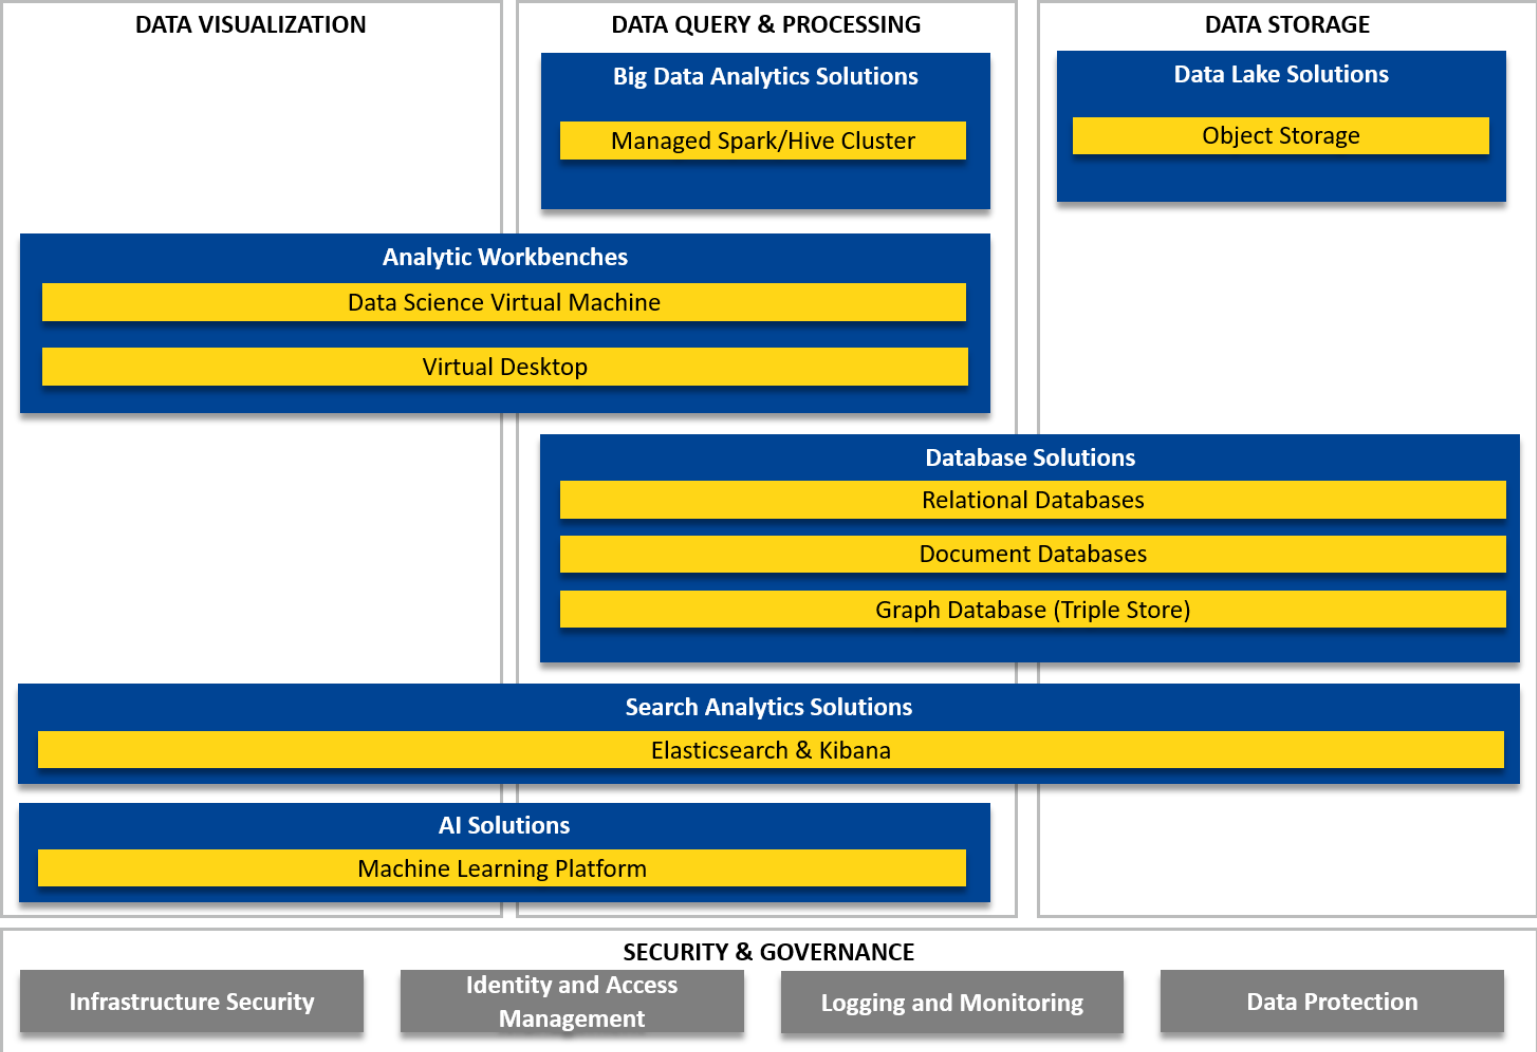 DATA VISUALIZATION
DATA QUERY & PROCESSING
DATA STORAGE
Big Data Analytics Solutions
Managed Spark/Hive Cluster
Data Lake Solutions
Object Storage
Analytic Workbenches
Data Science Virtual Machine
Virtual Desktop
Database Solutions
Relational Databases
Document Databases
Graph Database (Triple Store)
Search Analytics Solutions
Elasticsearch & Kibana
AI Solutions
Machine Learning Platform
SECURITY & GOVERNANCE
Infrastructure Security
Identity and Access
Management
Logging and Monitoring
Data Protection